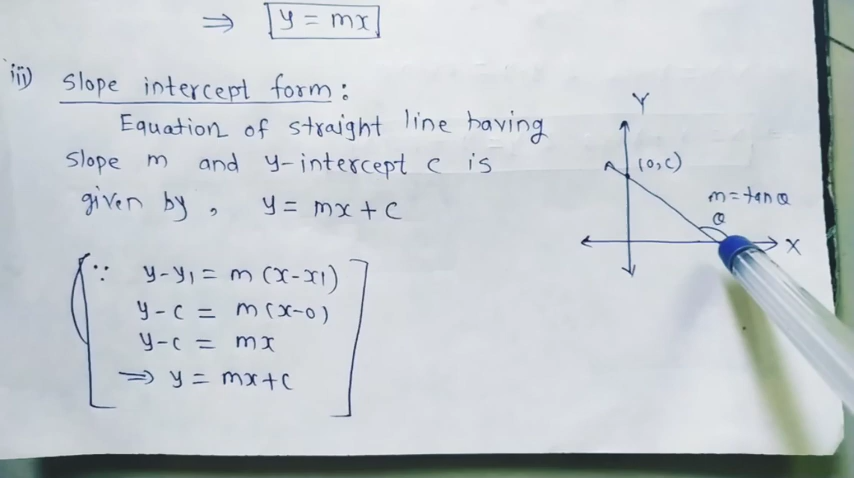 ⇒ y = mx
iii) Slope intercept form :
Equation of straight line having
slope m and y-intercept c is
given by, y = mx + c
∵ y-y₁ = m (x-x₁)
y-c = m(x-0)
y-c = mx
⇒ y = mx+c
Y
(0,c)
m = tan θ
θ
X